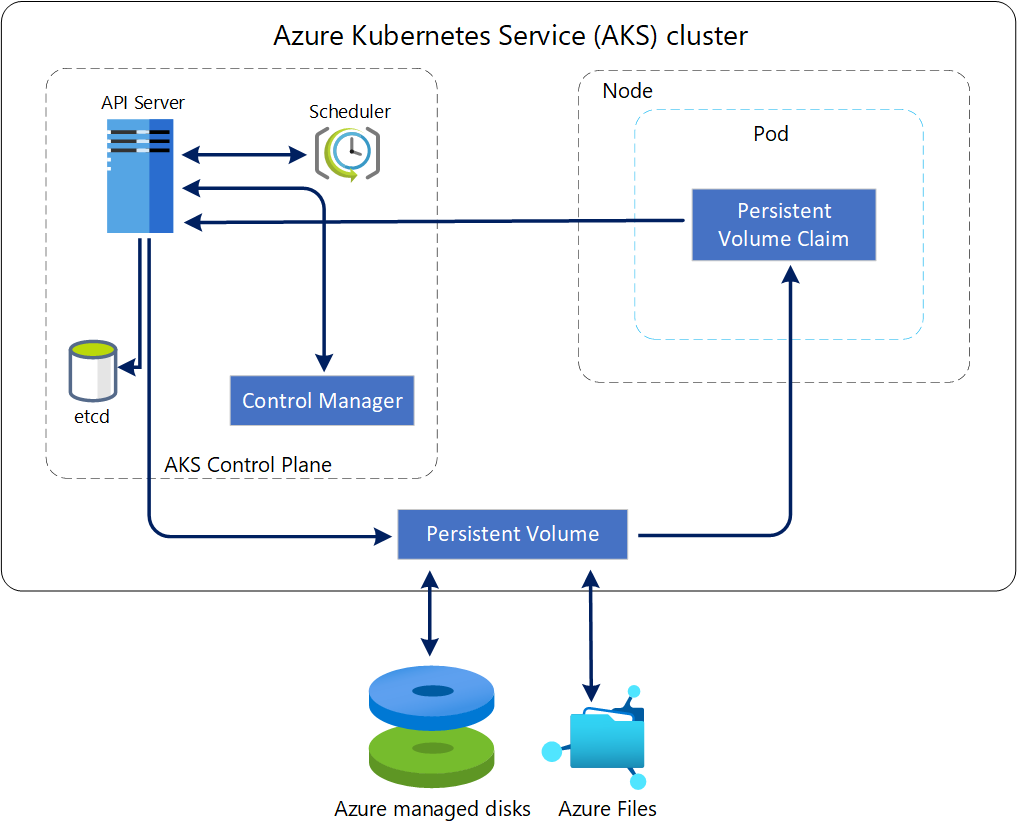 Azure Kubernetes Service (AKS) cluster
API Server
Scheduler
Node
Pod
Persistent
Volume Claim
etcd
Control Manager
AKS Control Plane
Persistent Volume
Azure managed disks
Azure Files